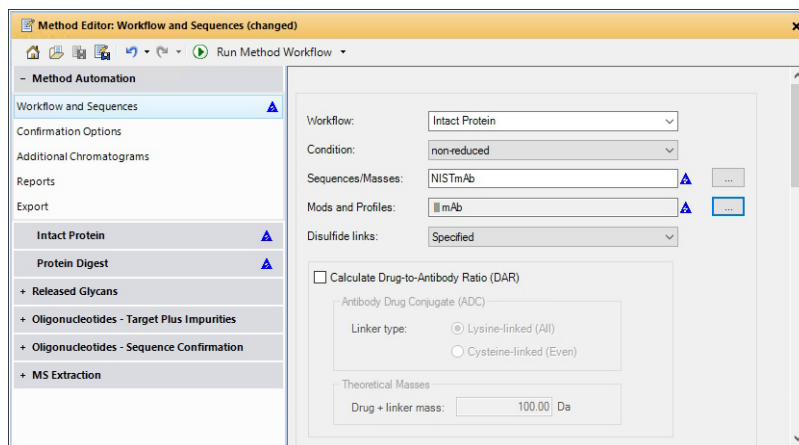 Method Editor: Workflow and Sequences (changed)
Run Method Workflow
− Method Automation
Workflow and Sequences
Confirmation Options
Additional Chromatograms
Reports
Export
Intact Protein
Protein Digest
+ Released Glycans
+ Oligonucleotides - Target Plus Impurities
+ Oligonucleotides - Sequence Confirmation
+ MS Extraction
Workflow: Intact Protein
Condition: non-reduced
Sequences/Masses: NISTmAb ...
Mods and Profiles: mAb ...
Disulfide links: Specified
Calculate Drug-to-Antibody Ratio (DAR)
Antibody Drug Conjugate (ADC)
Linker type: Lysine-linked (All)
Cysteine-linked (Even)
Theoretical Masses
Drug + linker mass: 100.00 Da